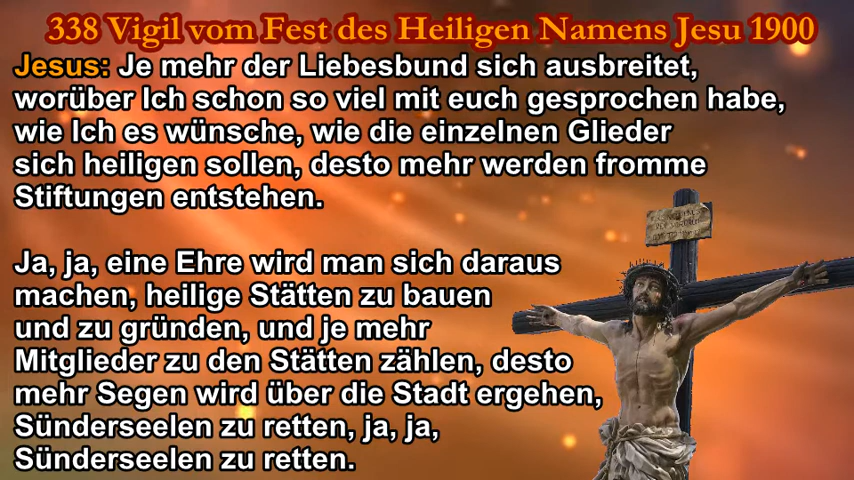 338 Vigil vom Fest des Heiligen Namens Jesu 1900
Jesus: Je mehr der Liebesbund sich ausbreitet,
worüber Ich schon so viel mit euch gesprochen habe,
wie Ich es wünsche, wie die einzelnen Glieder
sich heiligen sollen, desto mehr werden fromme
Stiftungen entstehen.
Ja, ja, eine Ehre wird man sich daraus
machen, heilige Stätten zu bauen
und zu gründen, und je mehr
Mitglieder zu den Stätten zählen, desto
mehr Segen wird über die Stadt ergehen,
Sünderseelen zu retten, ja, ja,
Sünderseelen zu retten.